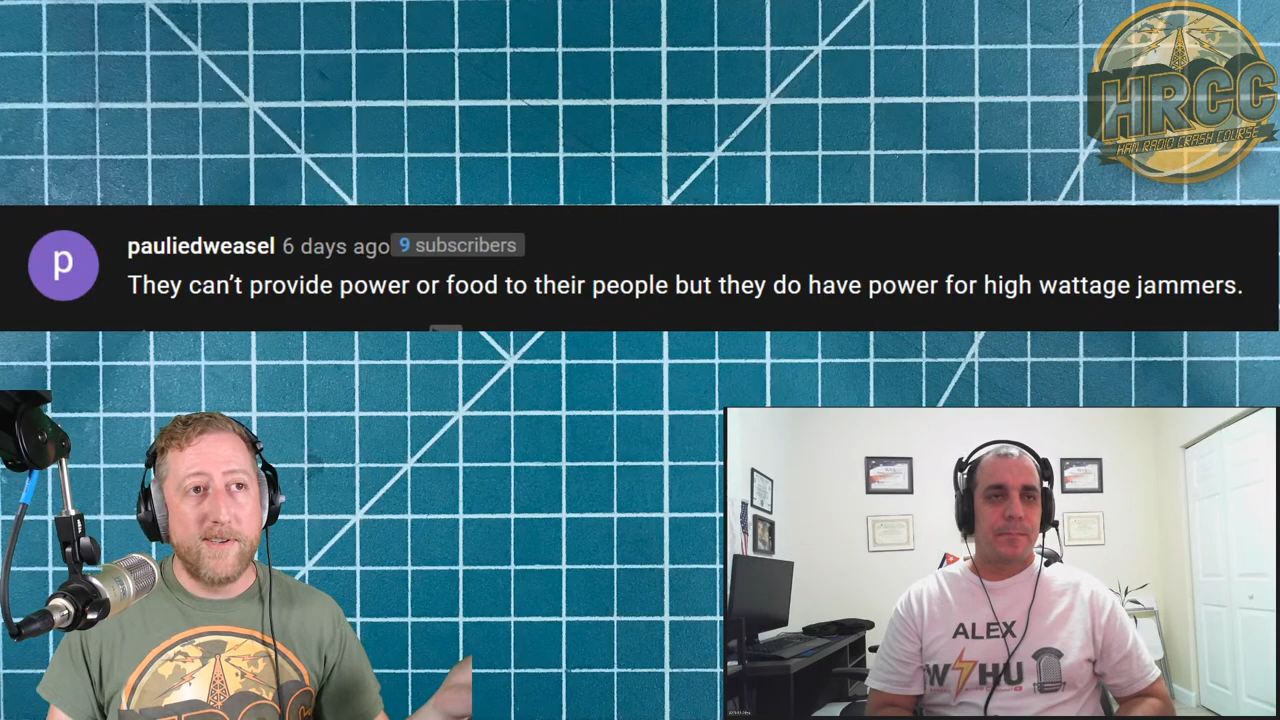 HRCC
HAM RADIO CRASH COURSE
p
pauliedweasel 6 days ago 9 subscribers
They can’t provide power or food to their people but they do have power for high wattage jammers.
ALEX
HRCC